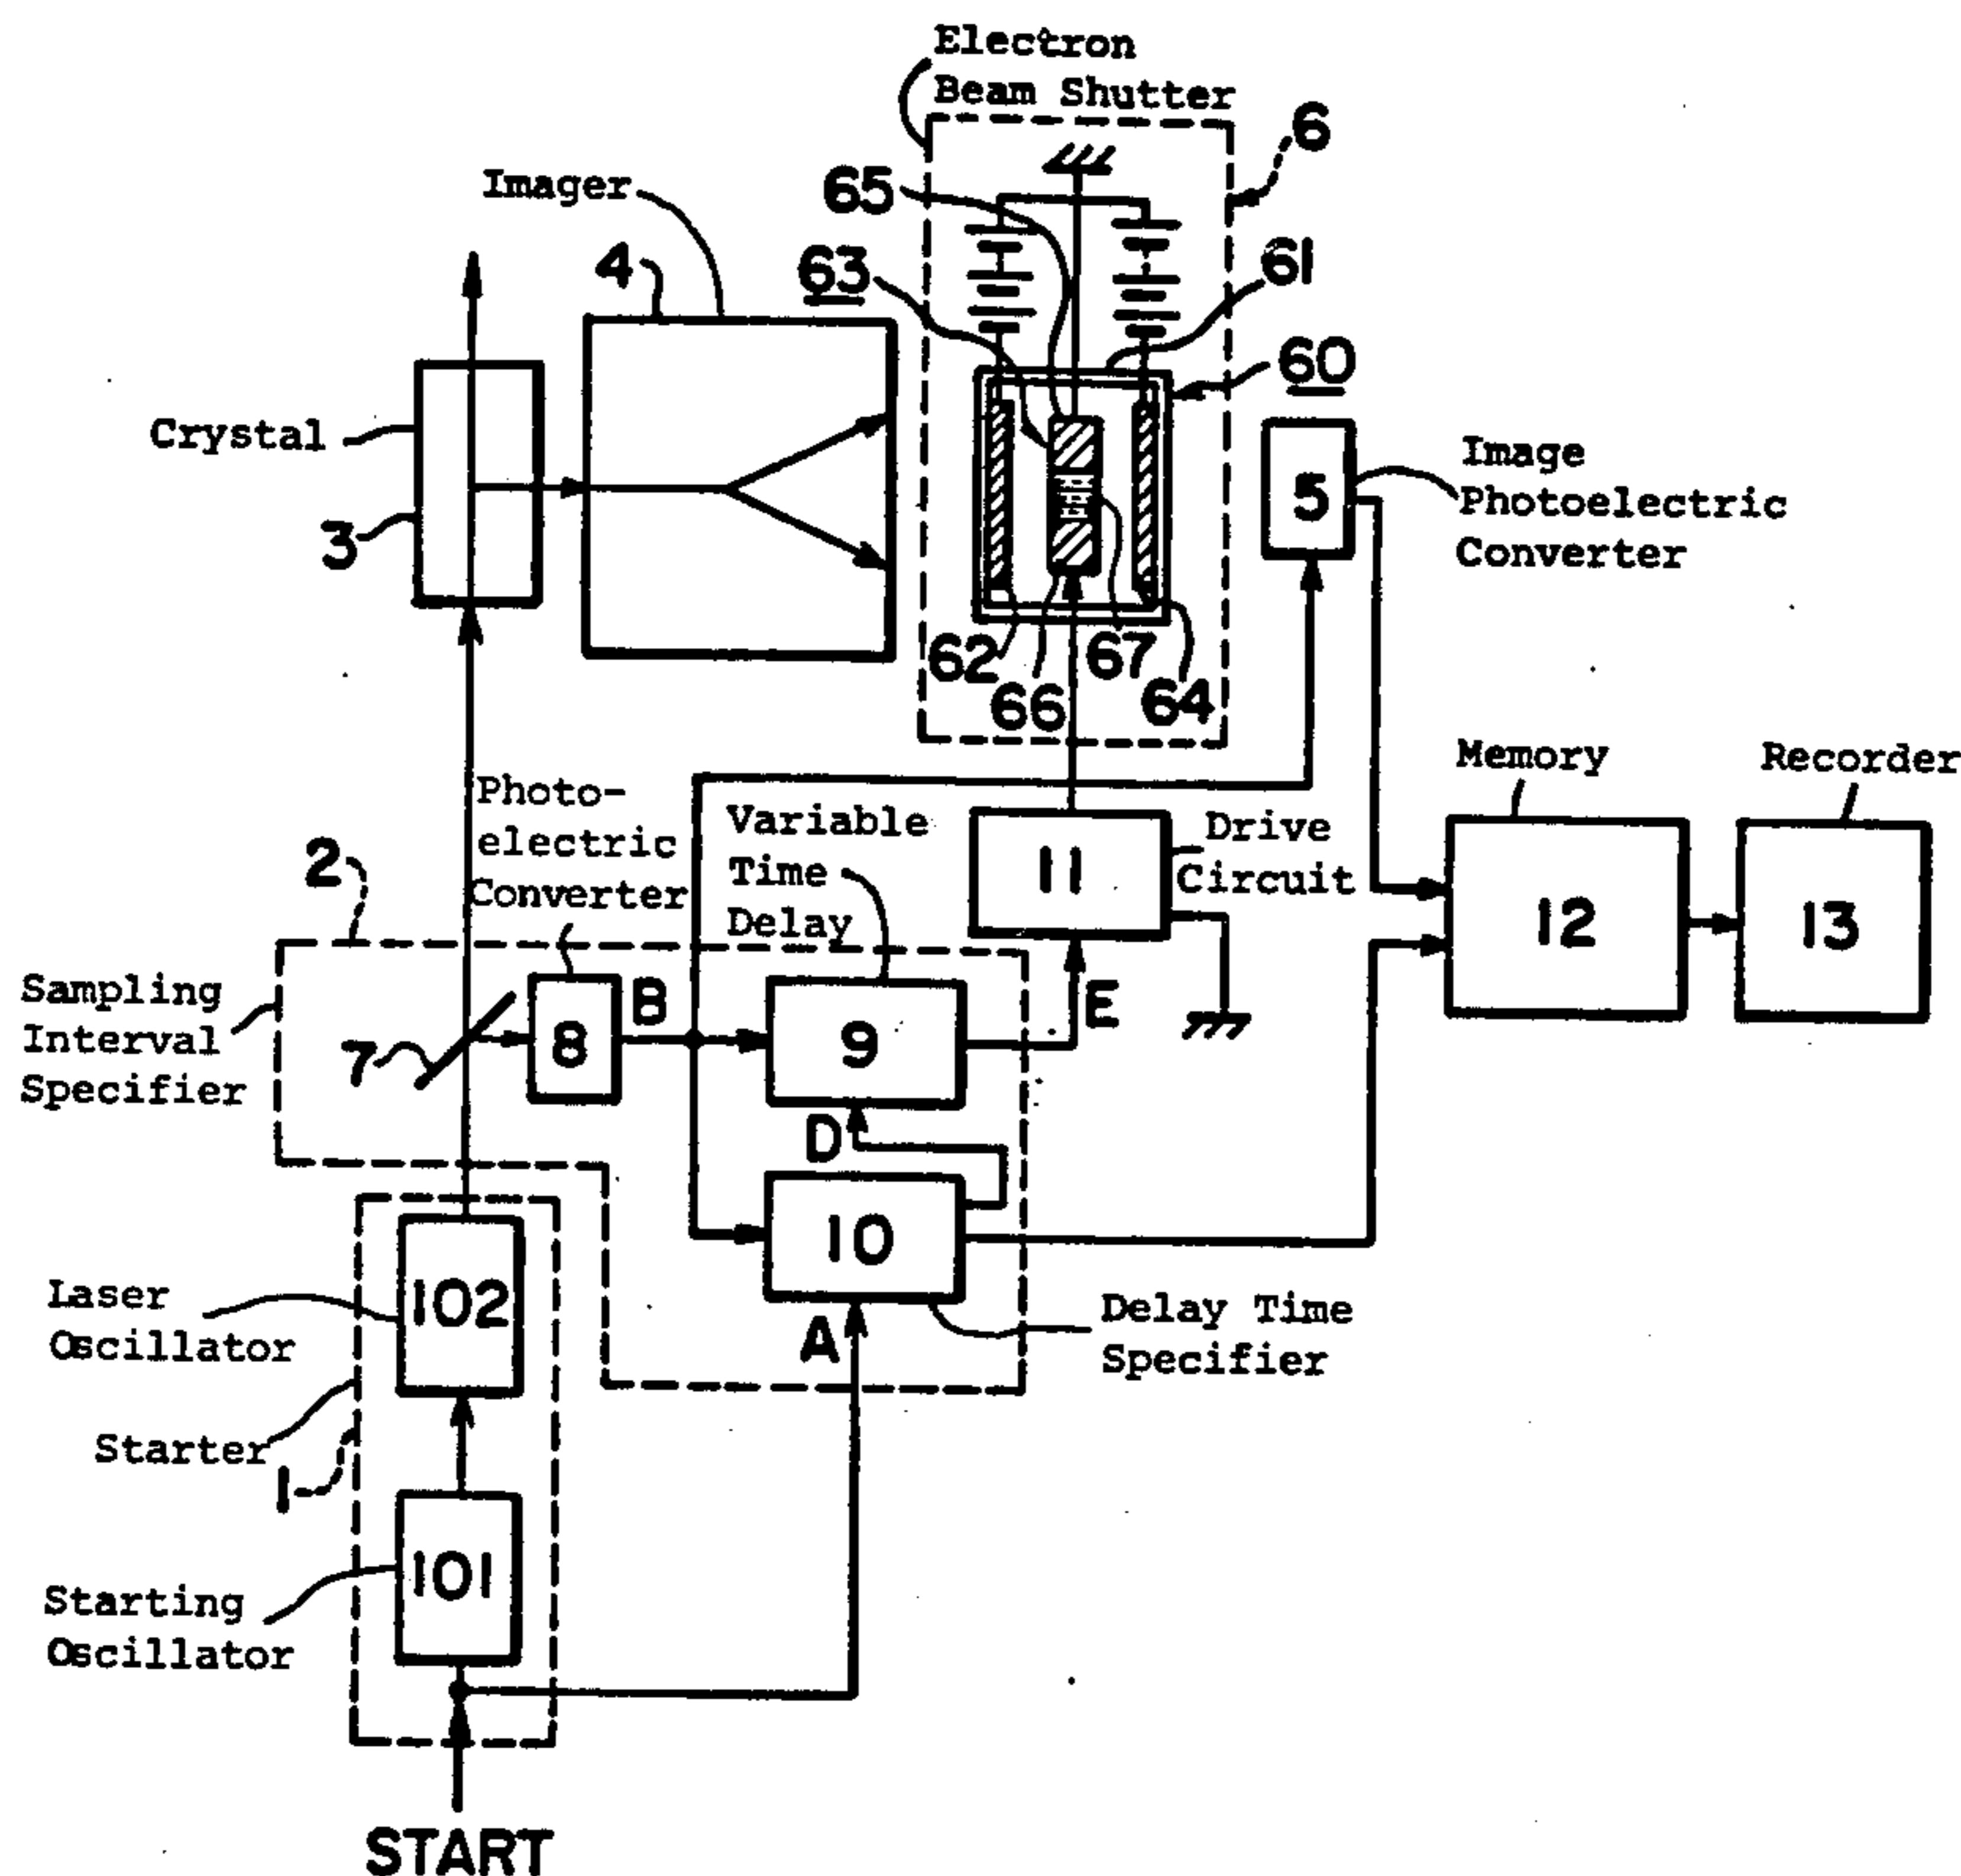 Electron
Beam Shutter
6
Imager
65
4
63
61
60
Crystal
5
Image
Photoelectric
Converter
3
62
67
66
64
Memory
Recorder
Photo-
electric
Converter
Variable
Time
Delay
Drive
Circuit
2
11
12
13
Sampling
Interval
Specifier
B
E
7
8
9
D
10
Laser
Oscillator
102
A
Delay Time
Specifier
Starter
1
101
Starting
Oscillator
START